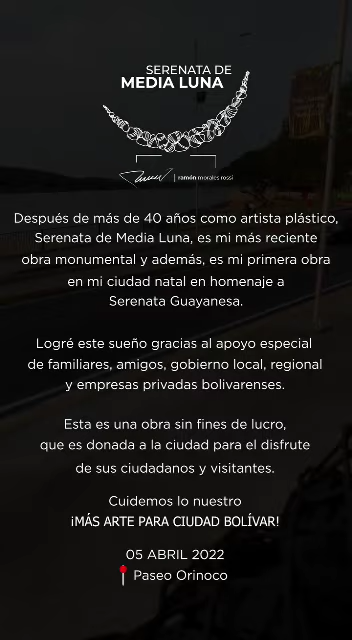 SERENATA DE
MEDIA LUNA
ramón morales rossi
Después de más de 40 años como artista plástico,
Serenata de Media Luna, es mi más reciente
obra monumental y además, es mi primera obra
en mi ciudad natal en homenaje a
Serenata Guayanesa.
Logré este sueño gracias al apoyo especial
de familiares, amigos, gobierno local, regional
y empresas privadas bolivarenses.
Esta es una obra sin fines de lucro,
que es donada a la ciudad para el disfrute
de sus ciudadanos y visitantes.
Cuidemos lo nuestro
¡MÁS ARTE PARA CIUDAD BOLÍVAR!
05 ABRIL 2022
Paseo Orinoco